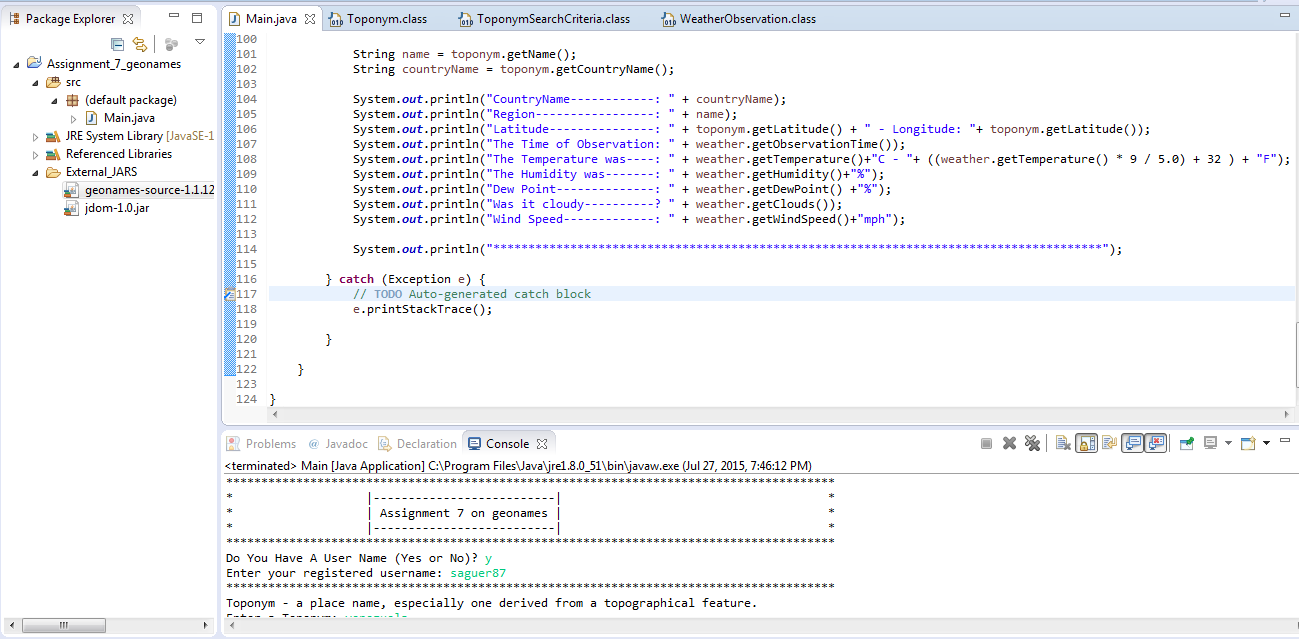 Package Explorer
Assignment_7_geonames
src
(default package)
Main.java
JRE System Library [JavaSE-1
Referenced Libraries
External_JARS
geonames-source-1.1.12
jdom-1.0.jar
Main.java Toponym.class ToponymSearchCriteria.class WeatherObservation.class
100
101 String name = toponym.getName();
102 String countryName = toponym.getCountryName();
103
104 System.out.println("CountryName------------: " + countryName);
105 System.out.println("Region-----------------: " + name);
106 System.out.println("Latitude---------------: " + toponym.getLatitude() + " - Longitude: "+ toponym.getLatitude());
107 System.out.println("The Time of Observation: " + weather.getObservationTime());
108 System.out.println("The Temperature was----: " + weather.getTemperature()+"C - "+ ((weather.getTemperature() * 9 / 5.0) + 32 ) + "F");
109 System.out.println("The Humidity was-------: " + weather.getHumidity()+"%");
110 System.out.println("Dew Point--------------: " + weather.getDewPoint() +"%");
111 System.out.println("Was it cloudy----------? " + weather.getClouds());
112 System.out.println("Wind Speed-------------: " + weather.getWindSpeed()+"mph");
113
114 System.out.println("***************************************************************************************");
115
116 } catch (Exception e) {
117 // TODO Auto-generated catch block
118 e.printStackTrace();
119
120 }
121
122 }
123
124 }
Problems @ Javadoc Declaration Console
<terminated> Main [Java Application] C:\Program Files\Java\jre1.8.0_51\bin\javaw.exe (Jul 27, 2015, 7:46:12 PM)
***************************************************************************************
* |--------------------------| *
* | Assignment 7 on geonames | *
* |--------------------------| *
***************************************************************************************
Do You Have A User Name (Yes or No)? y
Enter your registered username: saguer87
***************************************************************************************
Toponym - a place name, especially one derived from a topographical feature.
Enter a Toponym: venezuela